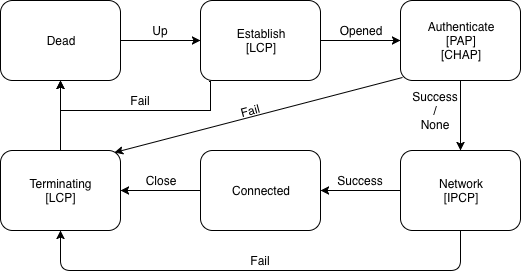 Dead
Up
Establish
[LCP]
Opened
Authenticate
[PAP]
[CHAP]
Fail
Fail
Success
/
None
Terminating
[LCP]
Close
Connected
Success
Network
[IPCP]
Fail